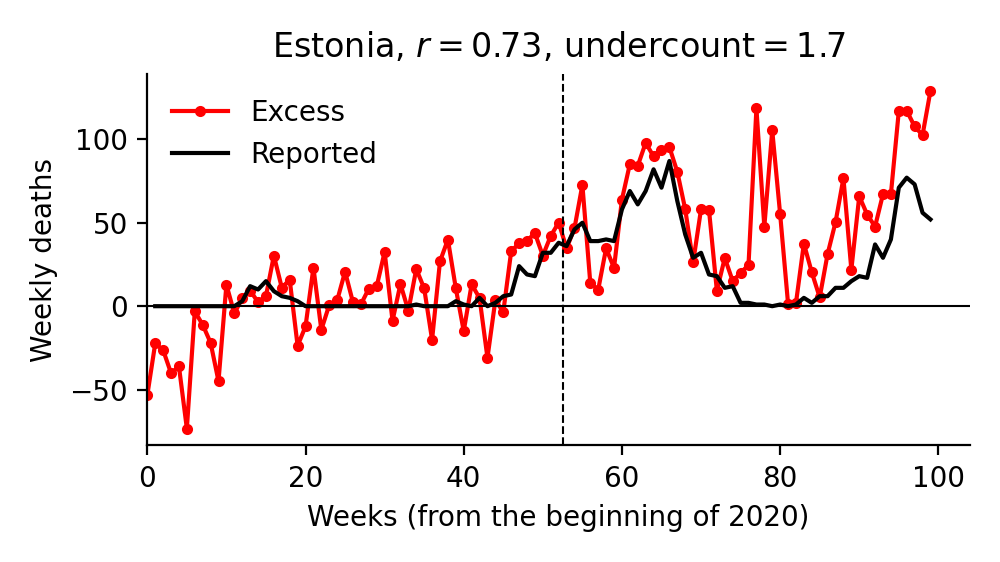 Estonia, r = 0.73, undercount = 1.7
Excess
Reported
Weekly deaths
100
50
0
−50
0 20 40 60 80 100
Weeks (from the beginning of 2020)